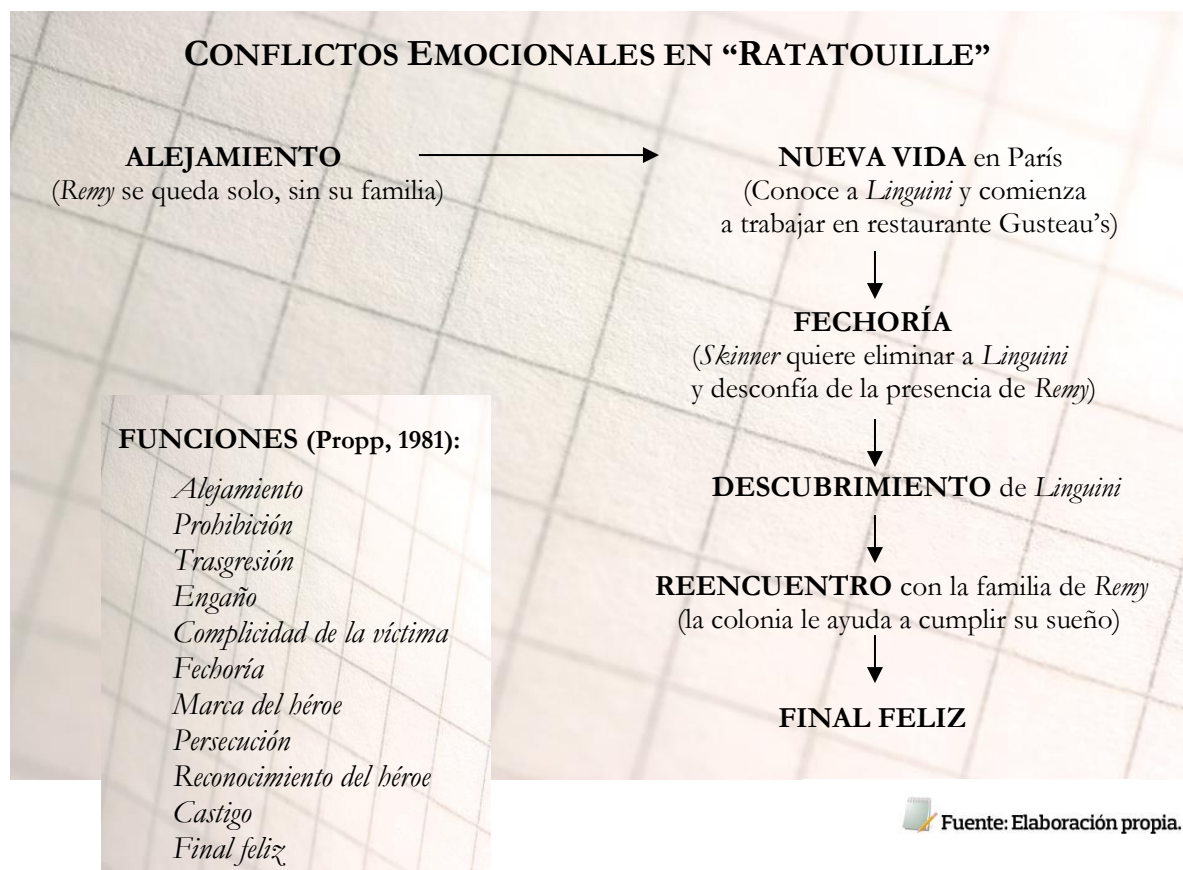 CONFLICTOS EMOCIONALES EN “RATATOUILLE”
ALEJAMIENTO
(Remy se queda solo, sin su familia)
NUEVA VIDA en París
(Conoce a Linguini y comienza
a trabajar en restaurante Gusteau’s)
FECHORÍA
(Skinner quiere eliminar a Linguini
y desconfía de la presencia de Remy)
DESCUBRIMIENTO de Linguini
REENCUENTRO con la familia de Remy
(la colonia le ayuda a cumplir su sueño)
FINAL FELIZ
FUNCIONES (Propp, 1981):
Alejamiento
Prohibición
Trasgresión
Engaño
Complicidad de la víctima
Fechoría
Marca del héroe
Persecución
Reconocimiento del héroe
Castigo
Final feliz
Fuente: Elaboración propia.